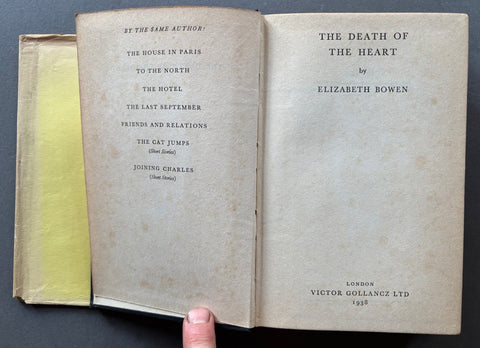 BY THE SAME AUTHOR:
THE HOUSE IN PARIS
TO THE NORTH
THE HOTEL
THE LAST SEPTEMBER
FRIENDS AND RELATIONS
THE CAT JUMPS
(Short Stories)
JOINING CHARLES
(Short Stories)
THE DEATH OF
THE HEART
by
ELIZABETH BOWEN
LONDON
VICTOR GOLLANCZ LTD
1938